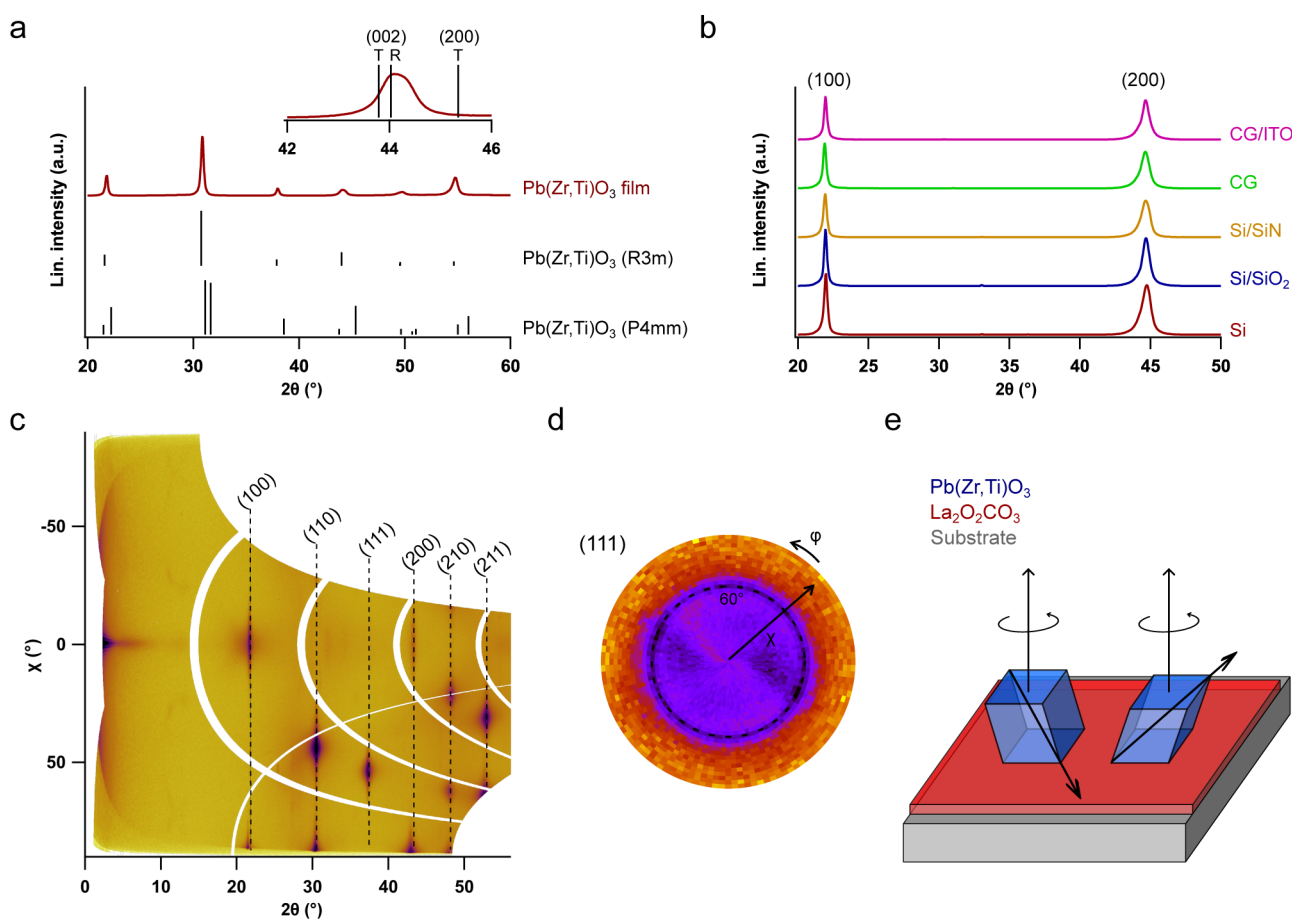 a
(002)
(200)
T R
T
42
44
46
Lin. intensity (a.u.)
Pb(Zr,Ti)O₃ film
Pb(Zr,Ti)O₃ (R3m)
Pb(Zr,Ti)O₃ (P4mm)
20
30
40
50
60
2θ (°)
b
(100)
(200)
Lin. intensity (a.u.)
CG/ITO
CG
Si/SiN
Si/SiO₂
Si
20
25
30
35
40
45
50
2θ (°)
c
(100)
(110)
(111)
(200)
(210)
(211)
-50
0
50
χ (°)
0
10
20
30
40
50
2θ (°)
d
(111)
φ
60°
χ
e
Pb(Zr,Ti)O₃
La₂O₂CO₃
Substrate